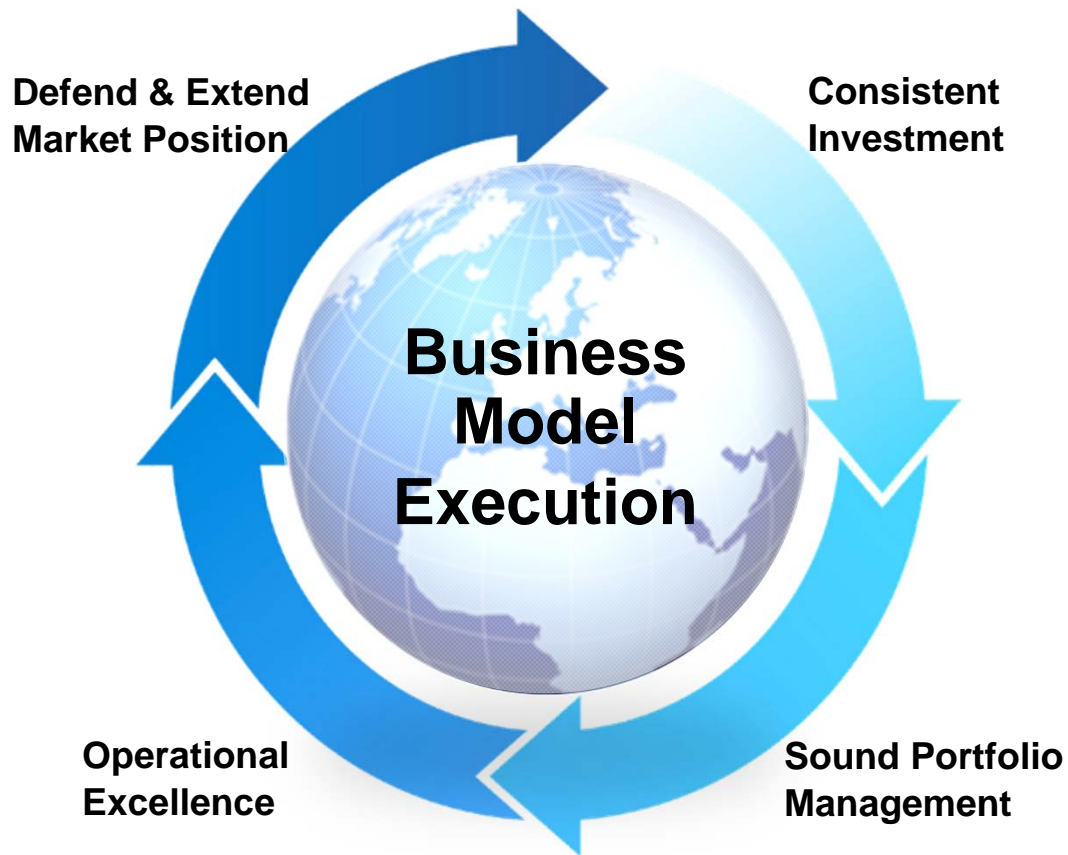 Defend & Extend
Market Position
Consistent
Investment
Business
Model
Execution
Operational
Excellence
Sound Portfolio
Management